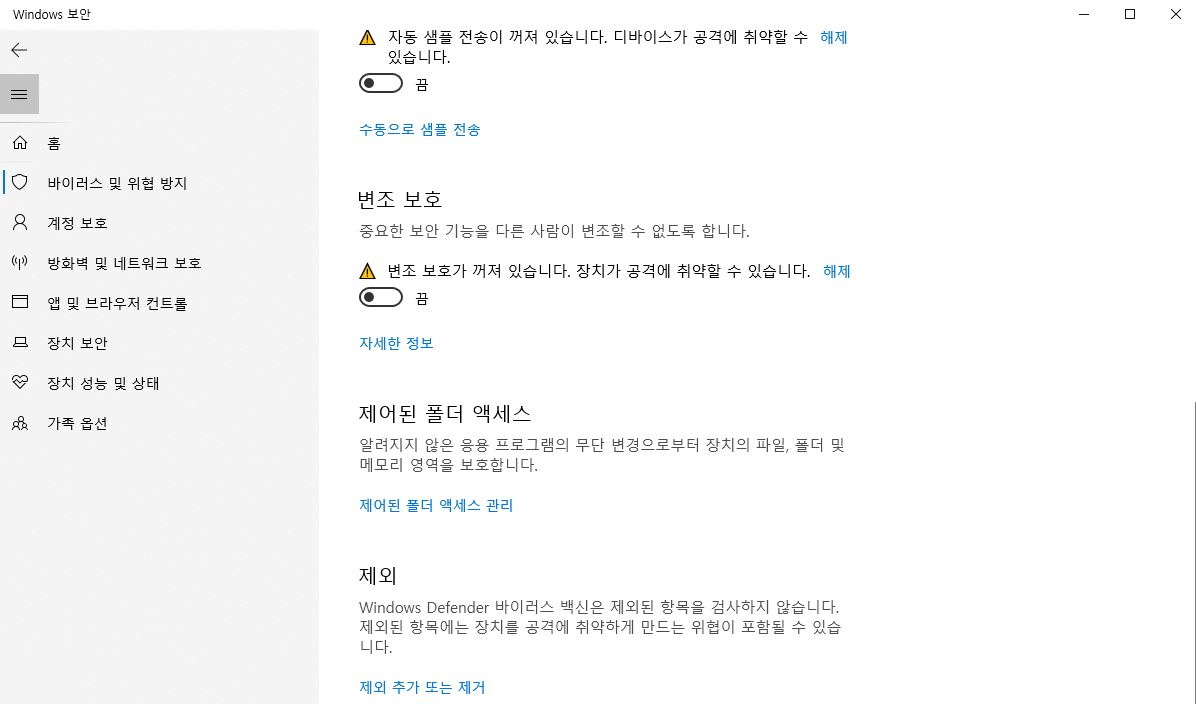 Windows 보안
홈
바이러스 및 위협 방지
계정 보호
방화벽 및 네트워크 보호
앱 및 브라우저 컨트롤
장치 보안
장치 성능 및 상태
가족 옵션
자동 샘플 전송이 꺼져 있습니다. 디바이스가 공격에 취약할 수 해제
있습니다.
끔
수동으로 샘플 전송
변조 보호
중요한 보안 기능을 다른 사람이 변조할 수 없도록 합니다.
변조 보호가 꺼져 있습니다. 장치가 공격에 취약할 수 있습니다. 해제
끔
자세한 정보
제어된 폴더 액세스
알려지지 않은 응용 프로그램의 무단 변경으로부터 장치의 파일, 폴더 및
메모리 영역을 보호합니다.
제어된 폴더 액세스 관리
제외
Windows Defender 바이러스 백신은 제외된 항목을 검사하지 않습니다.
제외된 항목에는 장치를 공격에 취약하게 만드는 위협이 포함될 수 있습
니다.
제외 추가 또는 제거